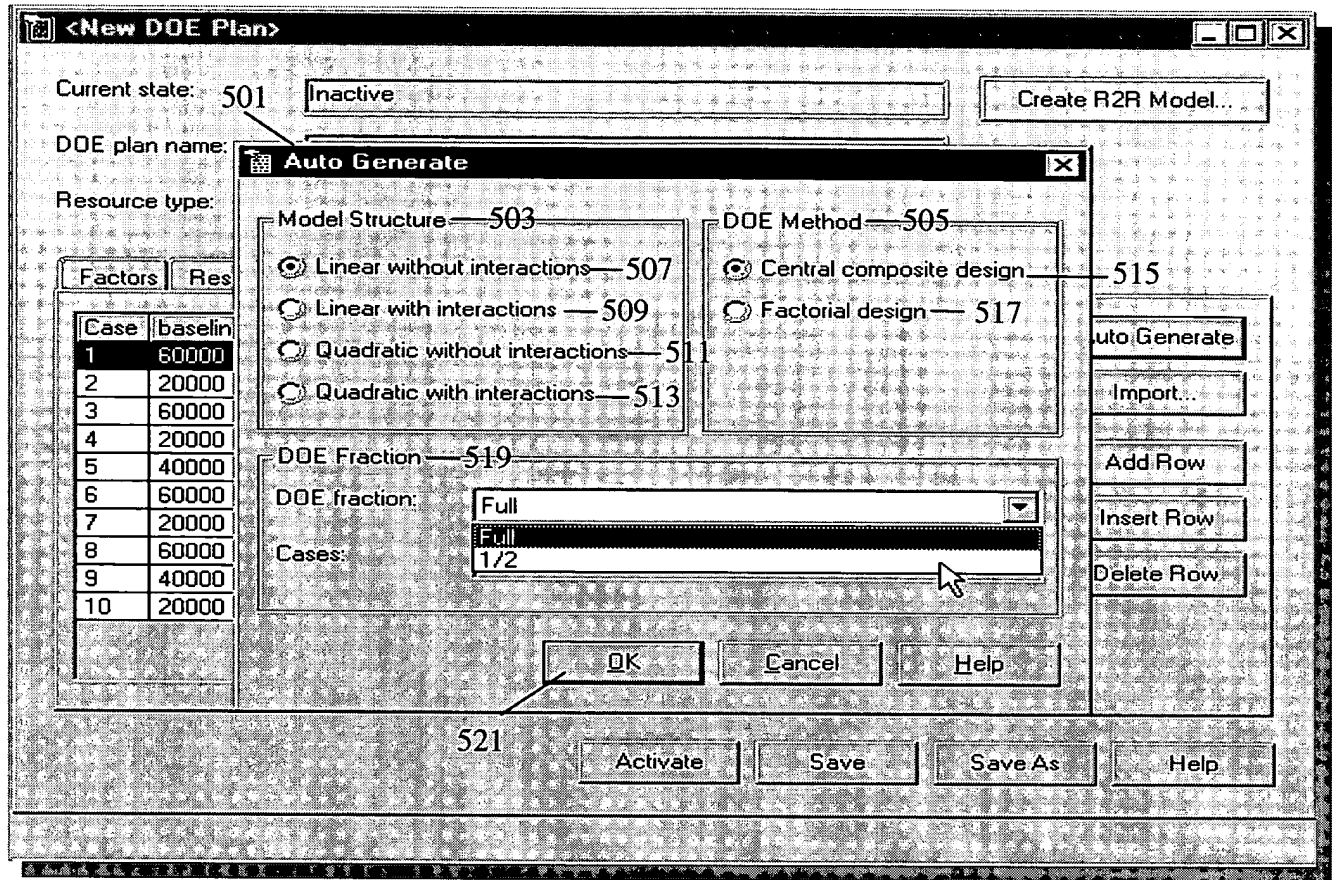 <New DOE Plan>
Current state: Inactive Create R2R Model...
501
DOE plan name:
Resource type:
Auto Generate
Model Structure 503
Linear without interactions 507
Linear with interactions 509
Quadratic without interactions 511
Quadratic with interactions 513
DOE Method 505
Central composite design 515
Factorial design 517
DOE Fraction 519
DOE fraction: Full
Full
1/2
Cases:
OK Cancel Help
521
Factors Res
Case baselin
1 60000
2 20000
3 60000
4 20000
5 40000
6 60000
7 20000
8 60000
9 40000
10 20000
uto Generate
Import...
Add Row
Insert Row
Delete Row
Activate Save Save As Help